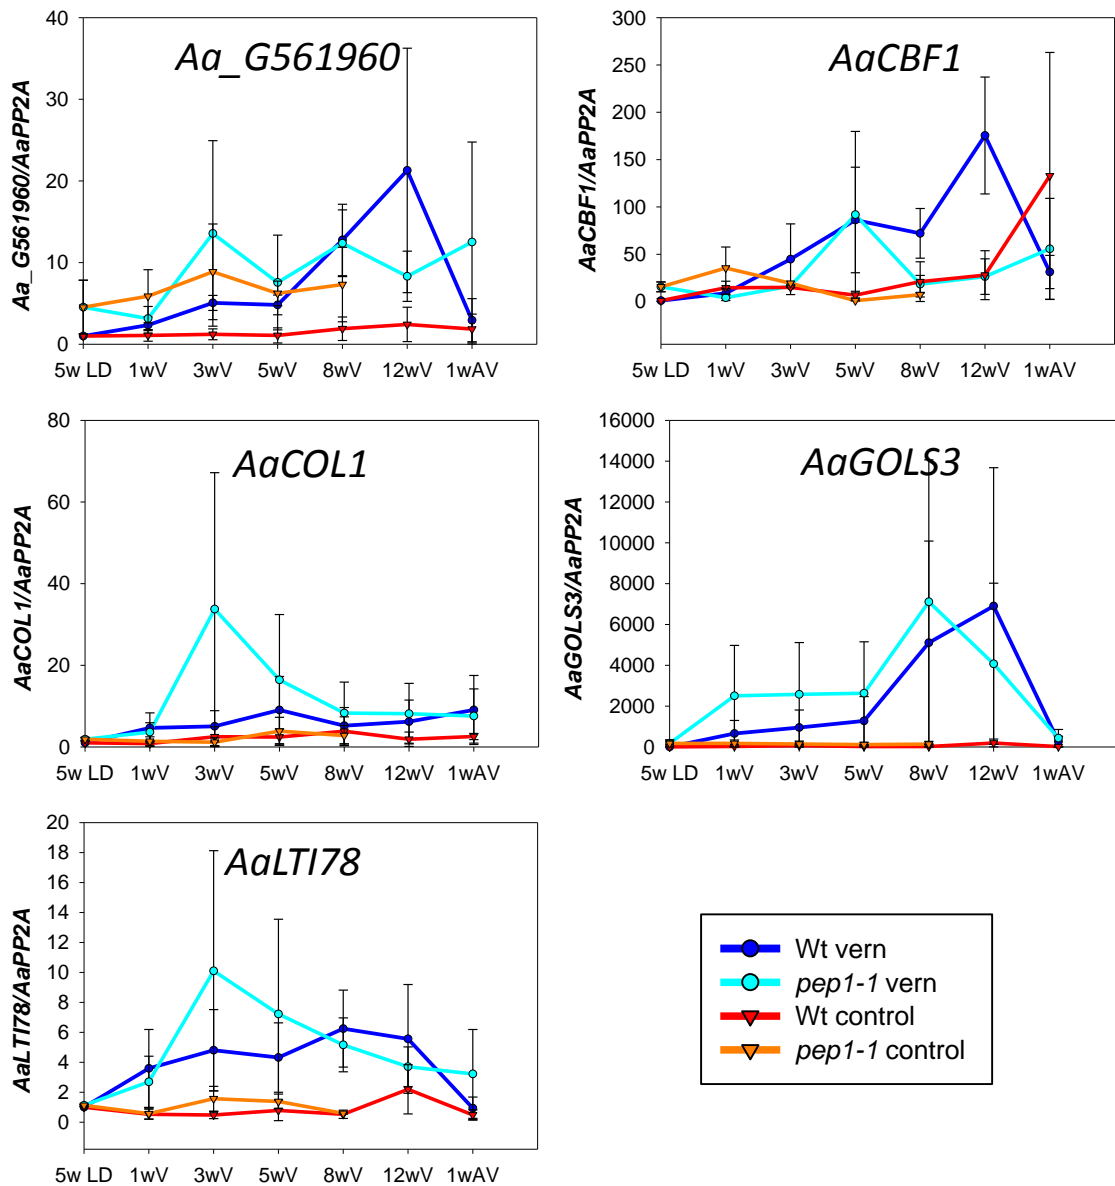 Aa_G561960
Aa_G561960/AaPP2A
40
30
20
10
0
5w LD 1wV 3wV 5wV 8wV 12wV 1wAV
AaCBF1
AaCBF1/AaPP2A
300
250
200
150
100
50
0
5w LD 1wV 3wV 5wV 8wV 12wV 1wAV
AaCOL1
AaCOL1/AaPP2A
80
60
40
20
0
5w LD 1wV 3wV 5wV 8wV 12wV 1wAV
AaGOLS3
AaGOLS3/AaPP2A
16000
14000
12000
10000
8000
6000
4000
2000
0
5w LD 1wV 3wV 5wV 8wV 12wV 1wAV
AaLTI78
AaLTI78/AaPP2A
20
18
16
14
12
10
8
6
4
2
0
5w LD 1wV 3wV 5wV 8wV 12wV 1wAV
Wt vern
pep1-1 vern
Wt control
pep1-1 control